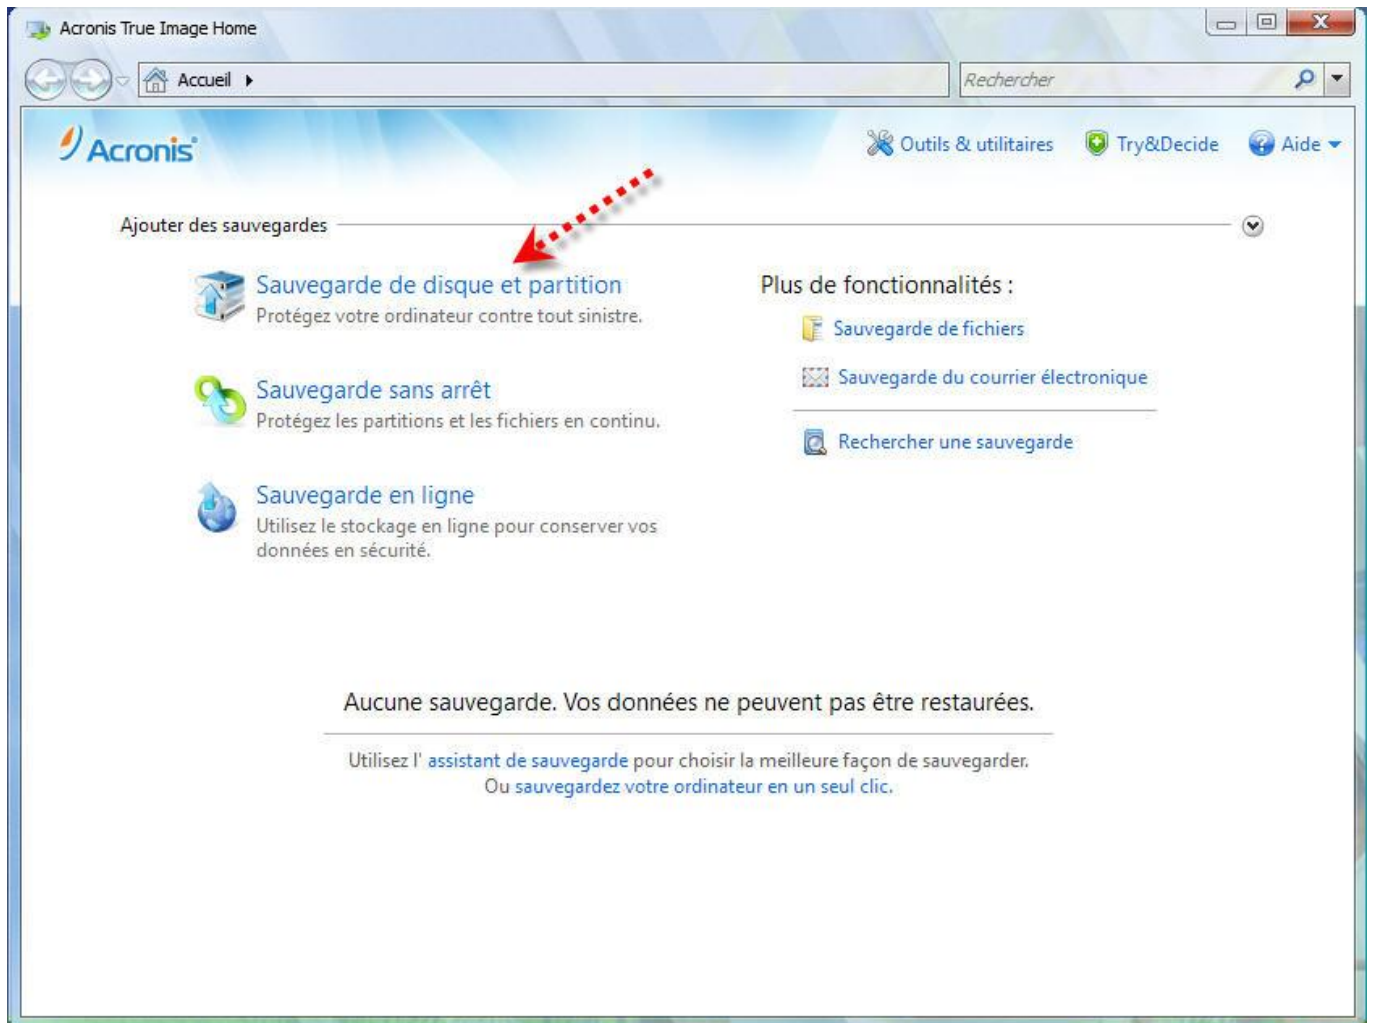 Acronis True Image Home
Accueil
Rechercher
Acronis
Outils & utilitaires
Try&Decide
Aide
Ajouter des sauvegardes
Sauvegarde de disque et partition
Protégez votre ordinateur contre tout sinistre.
Sauvegarde sans arrêt
Protégez les partitions et les fichiers en continu.
Sauvegarde en ligne
Utilisez le stockage en ligne pour conserver vos
données en sécurité.
Plus de fonctionnalités :
Sauvegarde de fichiers
Sauvegarde du courrier électronique
Rechercher une sauvegarde
Aucune sauvegarde. Vos données ne peuvent pas être restaurées.
Utilisez l' assistant de sauvegarde pour choisir la meilleure façon de sauvegarder.
Ou sauvegardez votre ordinateur en un seul clic.